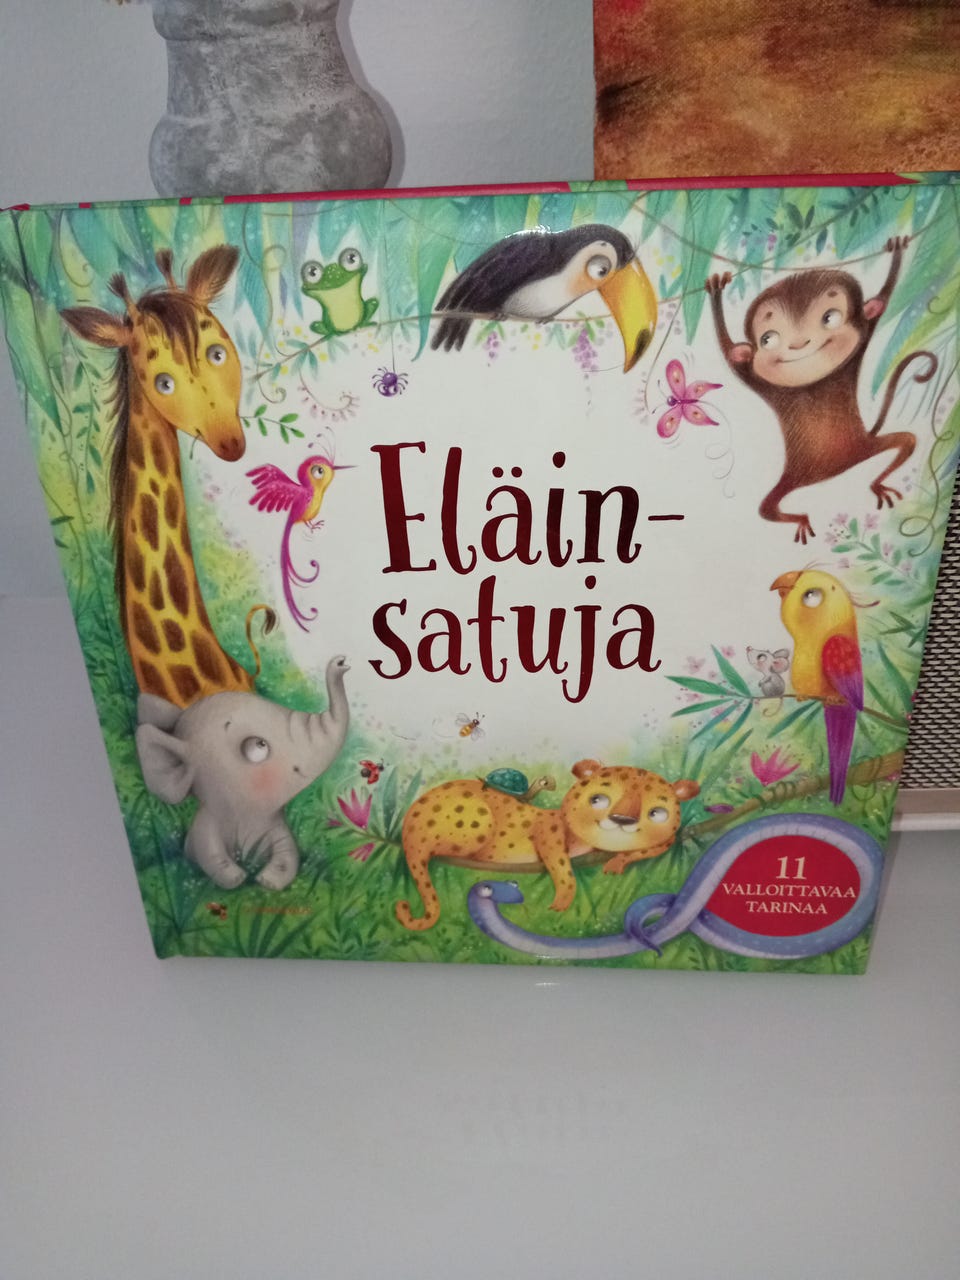 Eläin-
satuja
11
VALLOITTAVAA
TARINAA